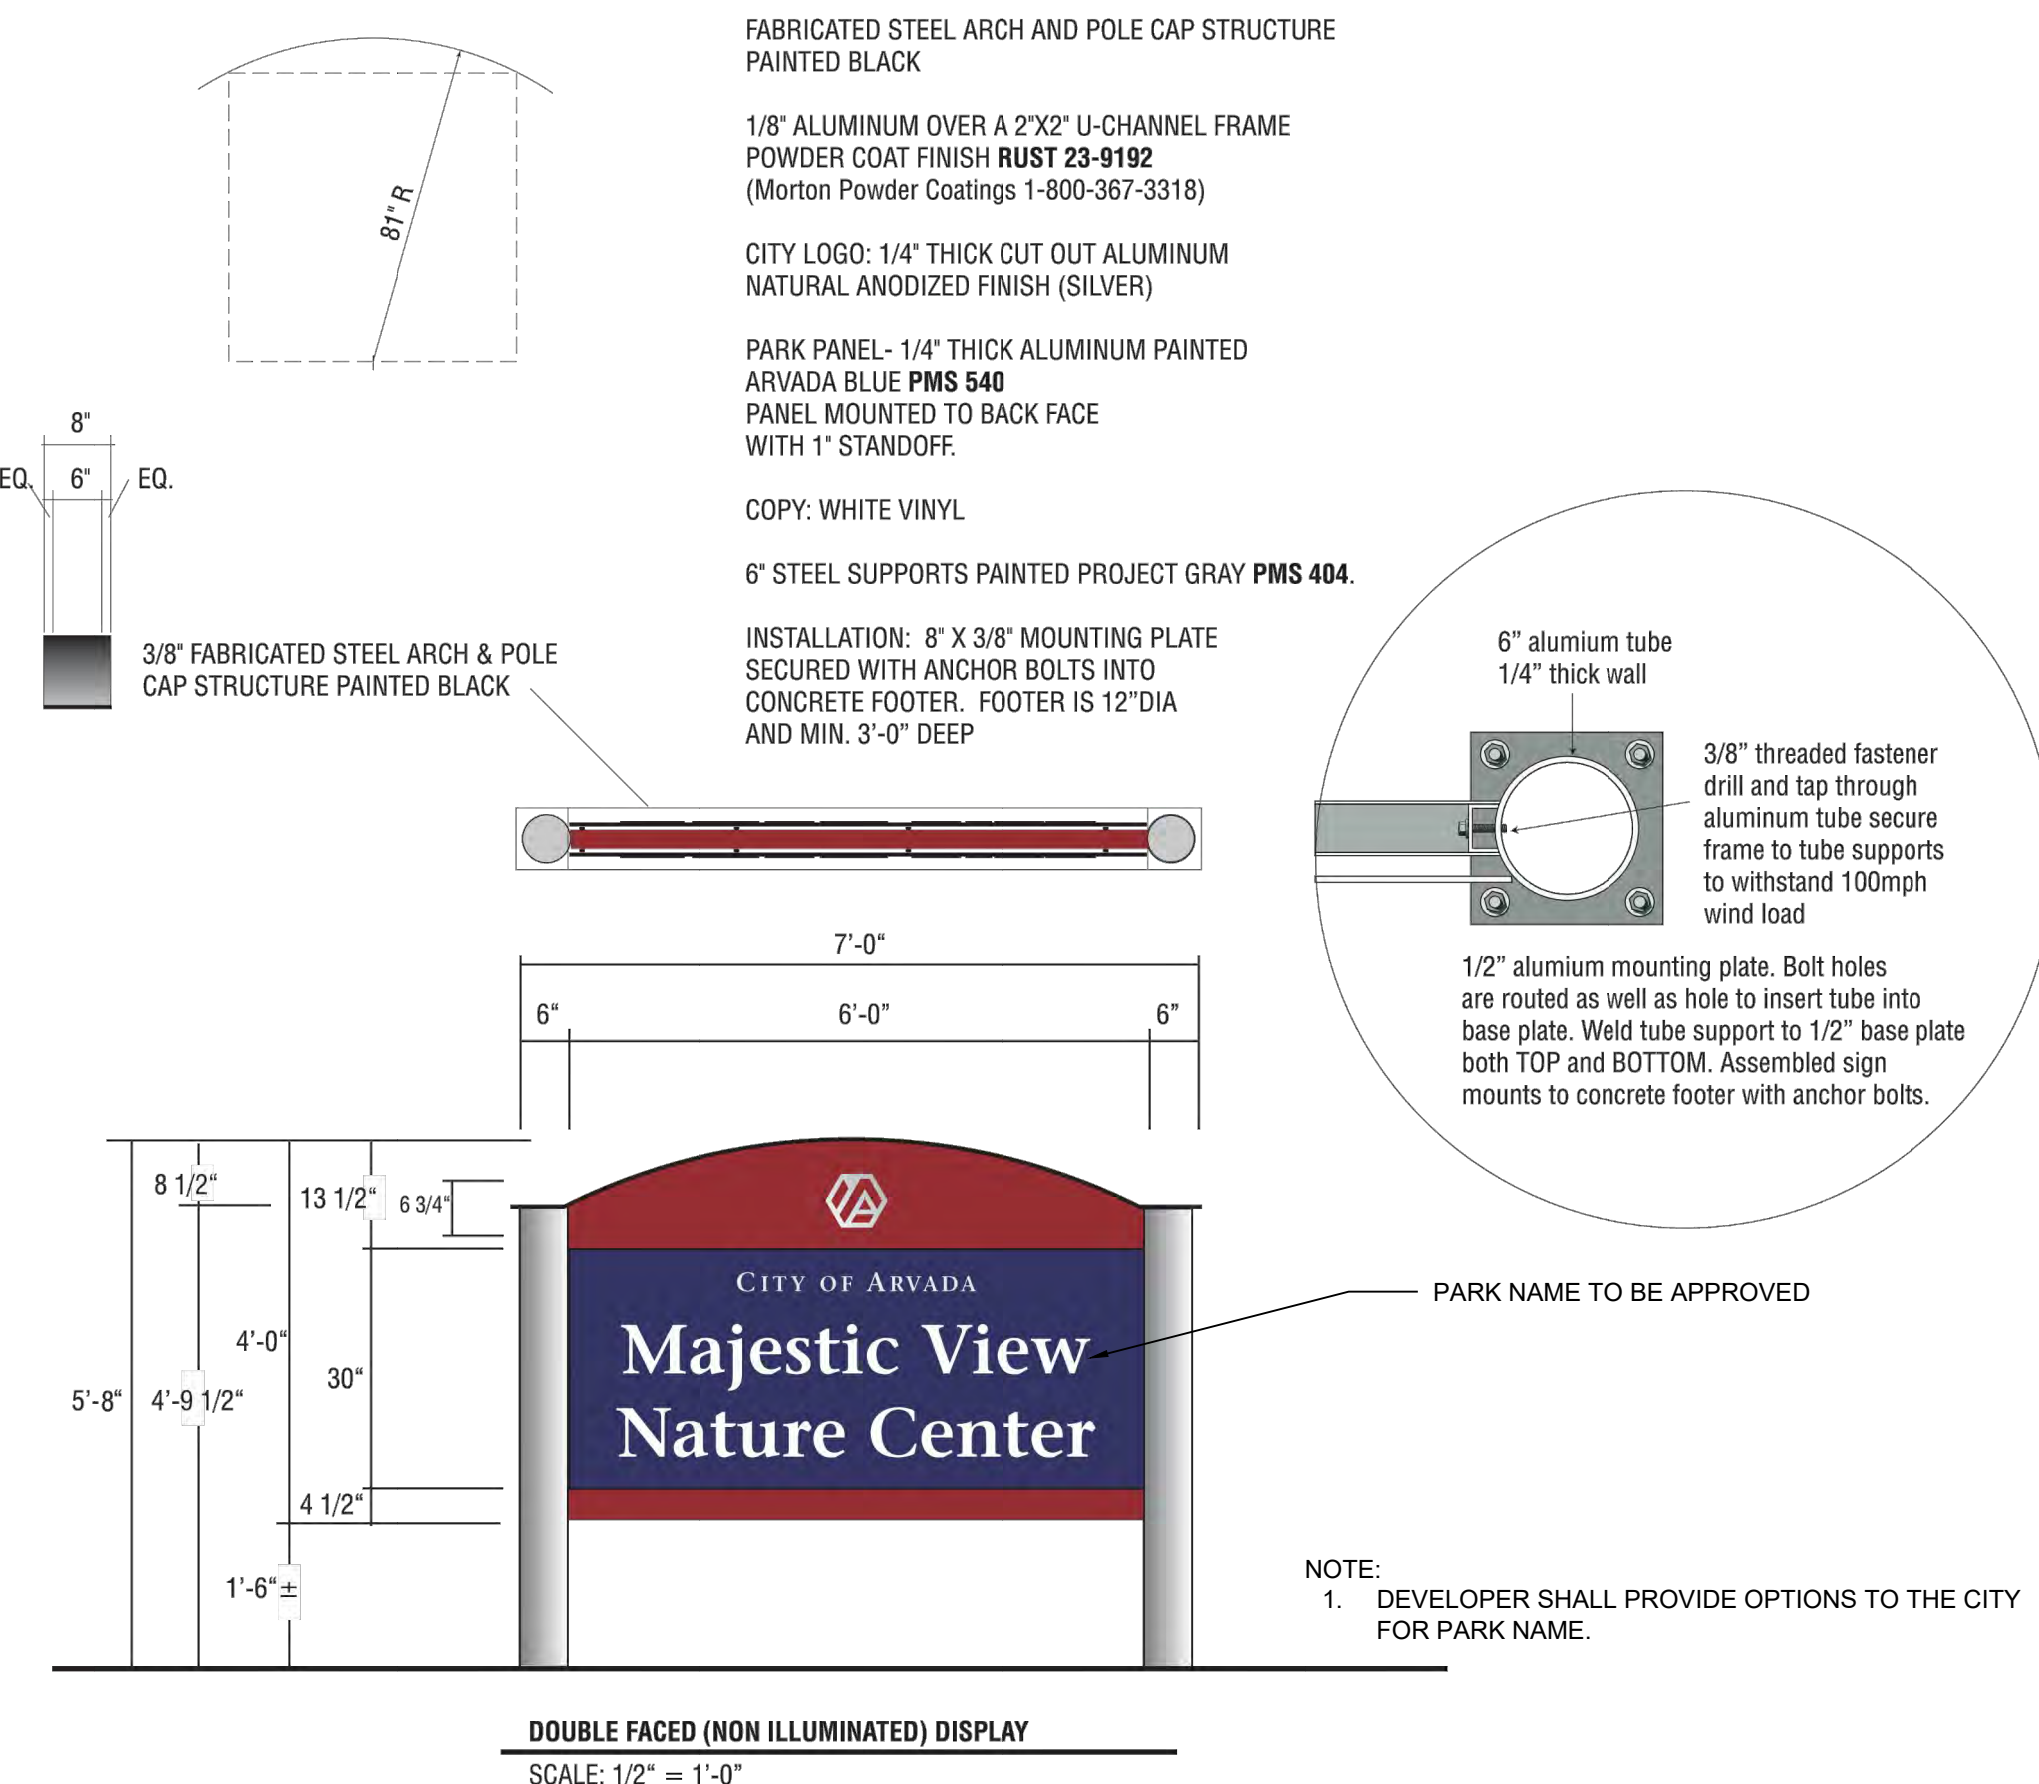 FABRICATED STEEL ARCH AND POLE CAP STRUCTURE
PAINTED BLACK
1/8" ALUMINUM OVER A 2"X2" U-CHANNEL FRAME
POWDER COAT FINISH RUST 23-9192
(Morton Powder Coatings 1-800-367-3318)
CITY LOGO: 1/4" THICK CUT OUT ALUMINUM
NATURAL ANODIZED FINISH (SILVER)
PARK PANEL- 1/4" THICK ALUMINUM PAINTED
ARVADA BLUE PMS 540
PANEL MOUNTED TO BACK FACE
WITH 1" STANDOFF.
COPY: WHITE VINYL
6" STEEL SUPPORTS PAINTED PROJECT GRAY PMS 404.
INSTALLATION: 8" X 3/8" MOUNTING PLATE
SECURED WITH ANCHOR BOLTS INTO
CONCRETE FOOTER. FOOTER IS 12”DIA
AND MIN. 3'-0” DEEP
81" R
8"
EQ.
6"
EQ.
3/8" FABRICATED STEEL ARCH & POLE
CAP STRUCTURE PAINTED BLACK
6” alumium tube
1/4” thick wall
3/8” threaded fastener
drill and tap through
aluminum tube secure
frame to tube supports
to withstand 100mph
wind load
1/2” alumium mounting plate. Bolt holes
are routed as well as hole to insert tube into
base plate. Weld tube support to 1/2” base plate
both TOP and BOTTOM. Assembled sign
mounts to concrete footer with anchor bolts.
7’-0“
6“
6’-0”
6”
8 1/2“
13 1/2“
6 3/4“
4’-0“
30“
5’-8“
4’-9 1/2“
4 1/2“
1’-6“ ±
CITY OF ARVADA
Majestic View
Nature Center
PARK NAME TO BE APPROVED
NOTE:
1. DEVELOPER SHALL PROVIDE OPTIONS TO THE CITY
FOR PARK NAME.
DOUBLE FACED (NON ILLUMINATED) DISPLAY
SCALE: 1/2“ = 1’-0”